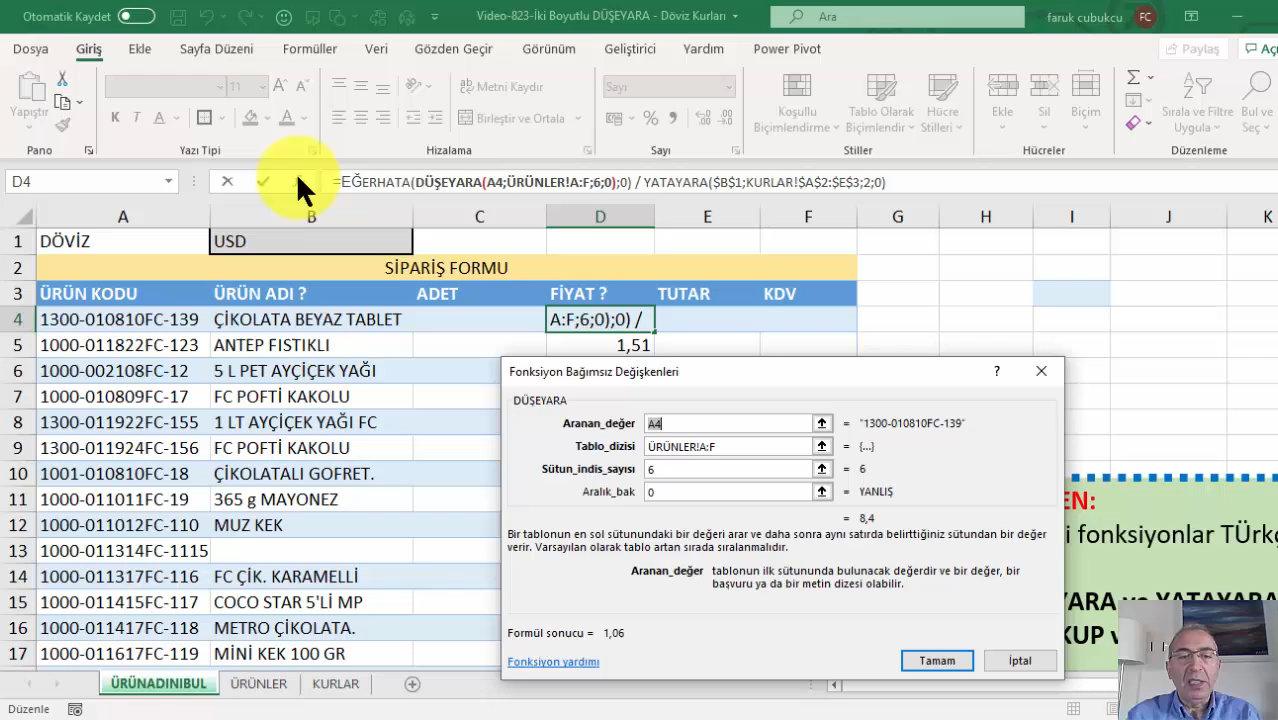 Otomatik Kaydet
Video-823-İki Boyutlu DÜŞEYARA - Döviz Kurları
Ara
faruk cubukcu
FC
Dosya
Giriş
Ekle
Sayfa Düzeni
Formüller
Veri
Gözden Geçir
Görünüm
Geliştirici
Yardım
Power Pivot
Paylaş
Yapıştır
11
K T A
A
Metni Kaydır
Birleştir ve Ortala
Sayı
Koşullu
Biçimlendirme
Tablo Olarak
Biçimlendir
Hücre
Stilleri
Ekle
Sil
Biçim
Sırala ve Filtre
Uygula
Bul ve
Seç
Pano
Yazı Tipi
Hizalama
Sayı
Stiller
Hücreler
Düzenleme
D4
=EĞERHATA(DÜŞEYARA(A4;ÜRÜNLER!A:F;6;0);0) / YATAYARA($B$1;KURLAR!$A$2:$E$3;2;0)
A B C D E F G H I J K
1 DÖVİZ USD
2 SİPARİŞ FORMU
3 ÜRÜN KODU ÜRÜN ADI ? ADET FİYAT ? TUTAR KDV
4 1300-010810FC-139 ÇİKOLATA BEYAZ TABLET A:F;6;0);0) /
5 1000-011822FC-123 ANTEP FISTIKLI 1,51
6 1000-002108FC-12 5 L PET AYÇİÇEK YAĞI
7 1000-010809FC-17 FC POFTİ KAKOLU
8 1300-011922FC-155 1 LT AYÇİÇEK YAĞI FC
9 1300-011924FC-156 FC POFTİ KAKOLU
10 1001-010810FC-18 ÇİKOLATALI GOFRET.
11 1000-011011FC-19 365 g MAYONEZ
12 1000-011012FC-110 MUZ KEK
13 1000-011314FC-1115
14 1000-011317FC-116 FC ÇİK. KARAMELLİ
15 1000-011415FC-117 COCO STAR 5'Lİ MP
16 1000-011417FC-118 METRO ÇİKOLATA.
17 1000-011617FC-119 MİNİ KEK 100 GR
Fonksiyon Bağımsız Değişkenleri
DÜŞEYARA
Aranan_değer A4 = "1300-010810FC-139"
Tablo_dizisi ÜRÜNLER!A:F = {...}
Sütun_indis_sayısı 6 = 6
Aralık_bak 0 = YANLIŞ
= 8,4
Bir tablonun en sol sütunundaki bir değeri arar ve daha sonra aynı satırda belirttiğiniz sütundan bir değer
verir. Varsayılan olarak tablo artan sırada sıralanmalıdır.
Aranan_değer tablonun ilk sütununda bulunacak değerdir ve bir değer, bir
başvuru ya da bir metin dizesi olabilir.
Formül sonucu = 1,06
Fonksiyon yardımı
Tamam
İptal
EN:
i fonksiyonlar TÜrkç
ARA ve YATAYARA
KUP v
ÜRÜNADINIBUL
ÜRÜNLER
KURLAR
Düzenle